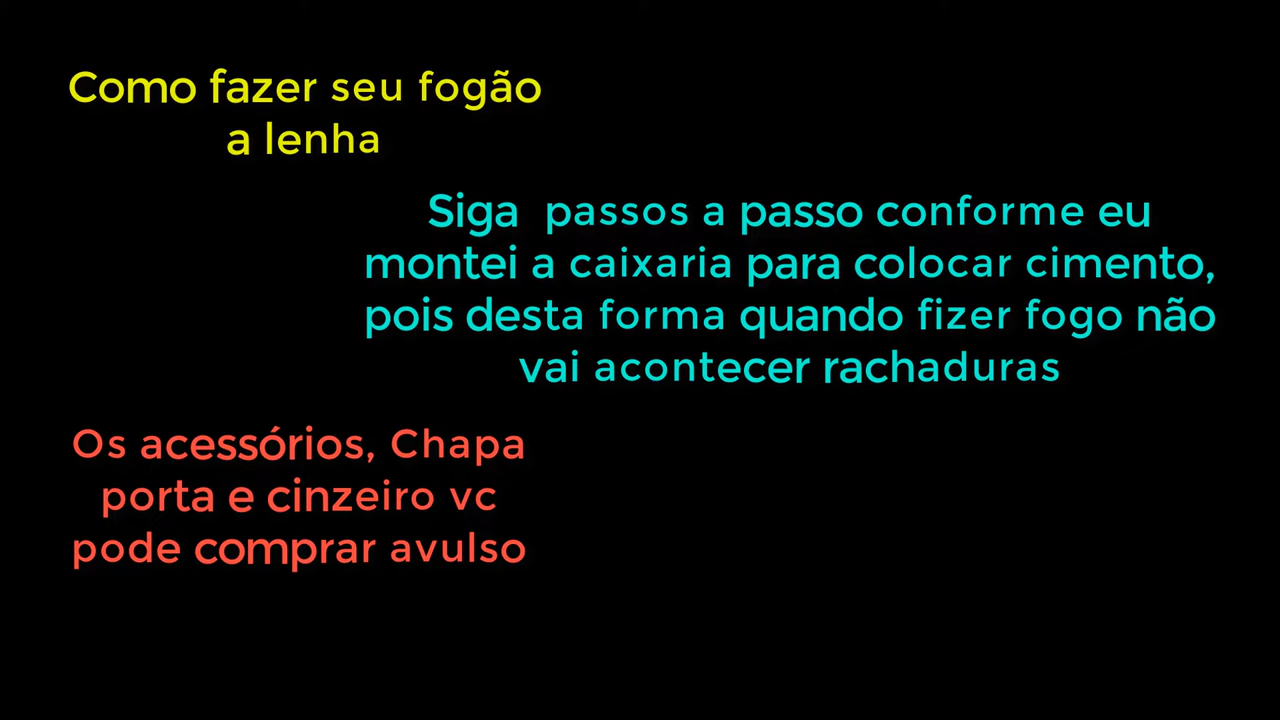 Como fazer seu fogão
a lenha
Siga passos a passo conforme eu
montei a caixaria para colocar cimento,
pois desta forma quando fizer fogo não
vai acontecer rachaduras
Os acessórios, Chapa
porta e cinzeiro vc
pode comprar avulso